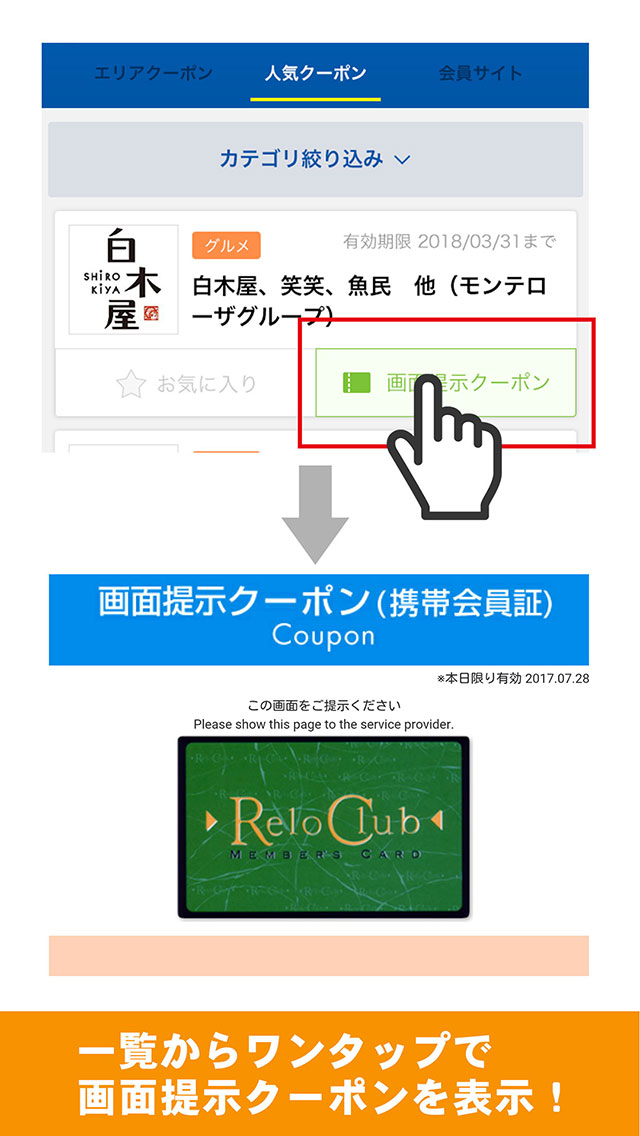 エリアクーポン 人気クーポン 会員サイト
カテゴリ絞り込み
白木屋
SHIRO
KIYA
グルメ 有効期限 2018/03/31まで
白木屋、笑笑、魚民 他（モンテロ
ーザグループ）
お気に入り 画面提示クーポン
画面提示クーポン(携帯会員証)
Coupon
※本日限り有効 2017.07.28
この画面をご提示ください
Please show this page to the service provider.
Relo Club
MEMBER'S CARD
一覧からワンタップで
画面提示クーポンを表示！